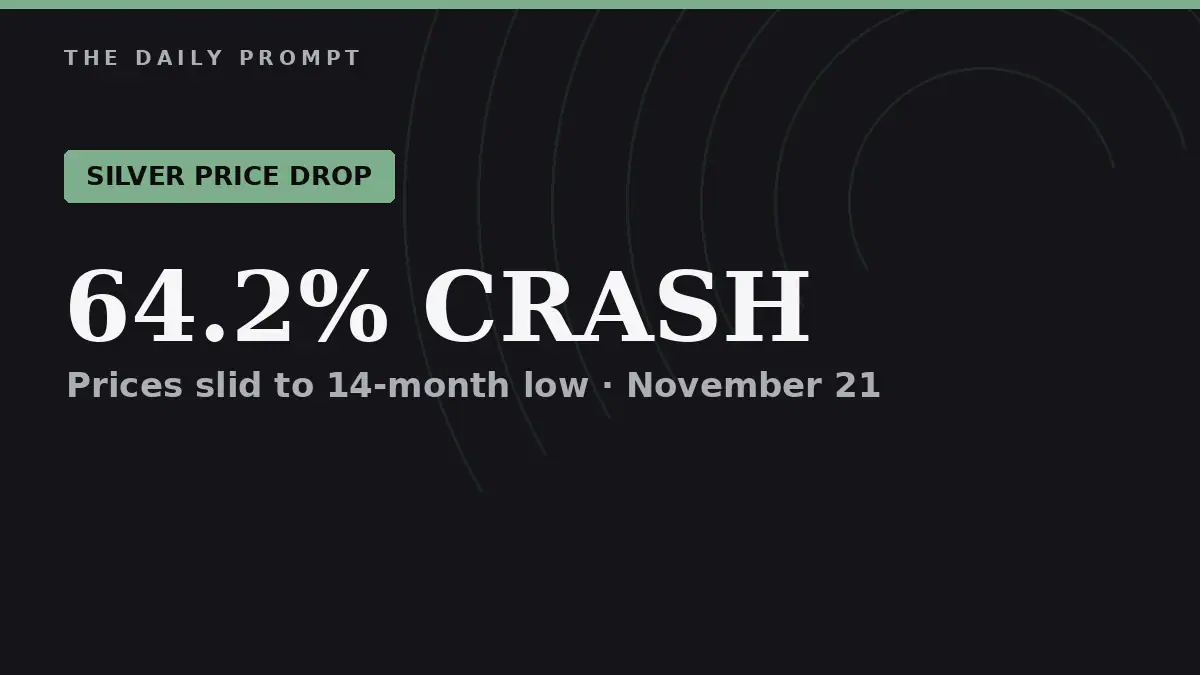 THE DAILY PROMPT
SILVER PRICE DROP
64.2% CRASH
Prices slid to 14-month low · November 21